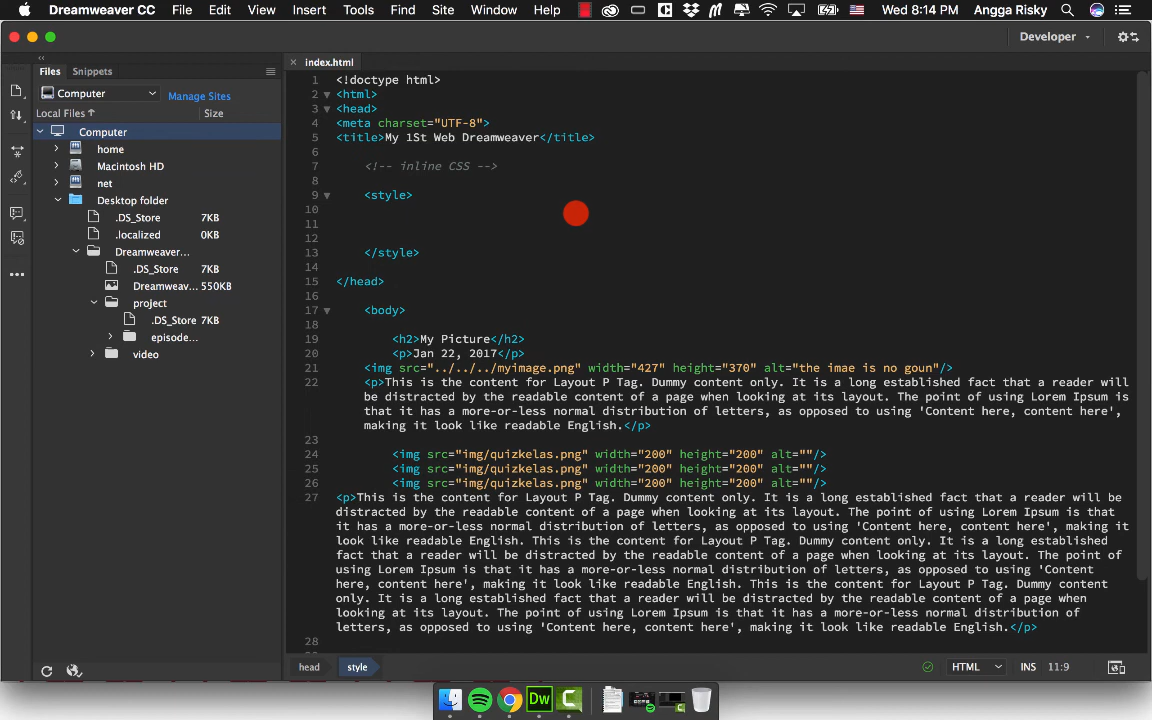 Dreamweaver CC File Edit View Insert Format Tools Find Site Window Help Wed 8:14 PM Angga Risky
Developer
Files Snippets
index.html
Computer
Manage Sites
Local Files Size
Computer
home
Macintosh HD
net
Desktop folder
.DS_Store 7KB
.localized 0KB
Dreamweaver...
.DS_Store 7KB
Dreamweav... 550KB
project
.DS_Store 7KB
episode...
video
1 <!doctype html>
2 <html>
3 <head>
4 <meta charset="UTF-8">
5 <title>My 1St Web Dreamweaver</title>
6
7 <!-- inline CSS -->
8
9 <style>
10
11
12
13 </style>
14
15 </head>
16
17 <body>
18
19 <h2>My Picture</h2>
20 <p>Jan 22, 2017</p>
21 <img src="../../../myimage.png" width="427" height="370" alt="the imae is no goun"/>
22 <p>This is the content for Layout P Tag. Dummy content only. It is a long established fact that a reader will
be distracted by the readable content of a page when looking at its layout. The point of using Lorem Ipsum is
that it has a more-or-less normal distribution of letters, as opposed to using 'Content here, content here',
making it look like readable English.</p>
23
24 <img src="img/quizkelas.png" width="200" height="200" alt=""/>
25 <img src="img/quizkelas.png" width="200" height="200" alt=""/>
26 <img src="img/quizkelas.png" width="200" height="200" alt=""/>
27 <p>This is the content for Layout P Tag. Dummy content only. It is a long established fact that a reader will be
distracted by the readable content of a page when looking at its layout. The point of using Lorem Ipsum is that
it has a more-or-less normal distribution of letters, as opposed to using 'Content here, content here', making it
look like readable English. This is the content for Layout P Tag. Dummy content only. It is a long established
fact that a reader will be distracted by the readable content of a page when looking at its layout. The point of
using Lorem Ipsum is that it has a more-or-less normal distribution of letters, as opposed to using 'Content
here, content here', making it look like readable English. This is the content for Layout P Tag. Dummy content
only. It is a long established fact that a reader will be distracted by the readable content of a page when
looking at its layout. The point of using Lorem Ipsum is that it has a more-or-less normal distribution of
letters, as opposed to using 'Content here, content here', making it look like readable English.</p>
28
head style HTML INS 11:9
Dw